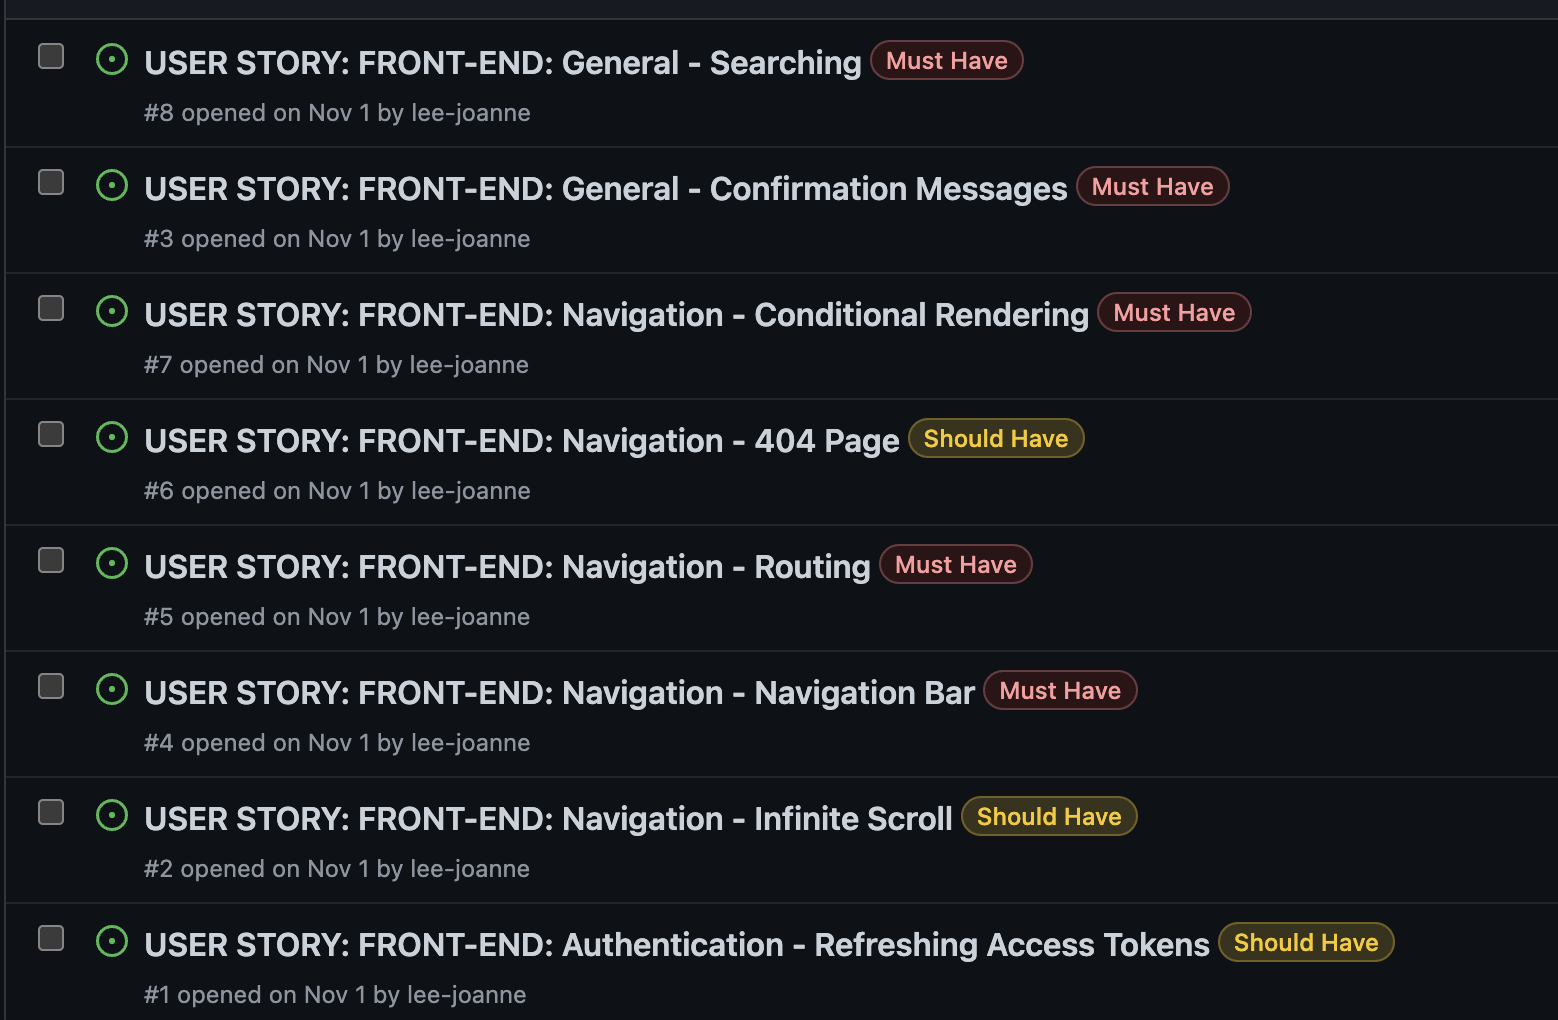 USER STORY: FRONT-END: General - Searching Must Have
#8 opened on Nov 1 by lee-joanne
USER STORY: FRONT-END: General - Confirmation Messages Must Have
#3 opened on Nov 1 by lee-joanne
USER STORY: FRONT-END: Navigation - Conditional Rendering Must Have
#7 opened on Nov 1 by lee-joanne
USER STORY: FRONT-END: Navigation - 404 Page Should Have
#6 opened on Nov 1 by lee-joanne
USER STORY: FRONT-END: Navigation - Routing Must Have
#5 opened on Nov 1 by lee-joanne
USER STORY: FRONT-END: Navigation - Navigation Bar Must Have
#4 opened on Nov 1 by lee-joanne
USER STORY: FRONT-END: Navigation - Infinite Scroll Should Have
#2 opened on Nov 1 by lee-joanne
USER STORY: FRONT-END: Authentication - Refreshing Access Tokens Should Have
#1 opened on Nov 1 by lee-joanne